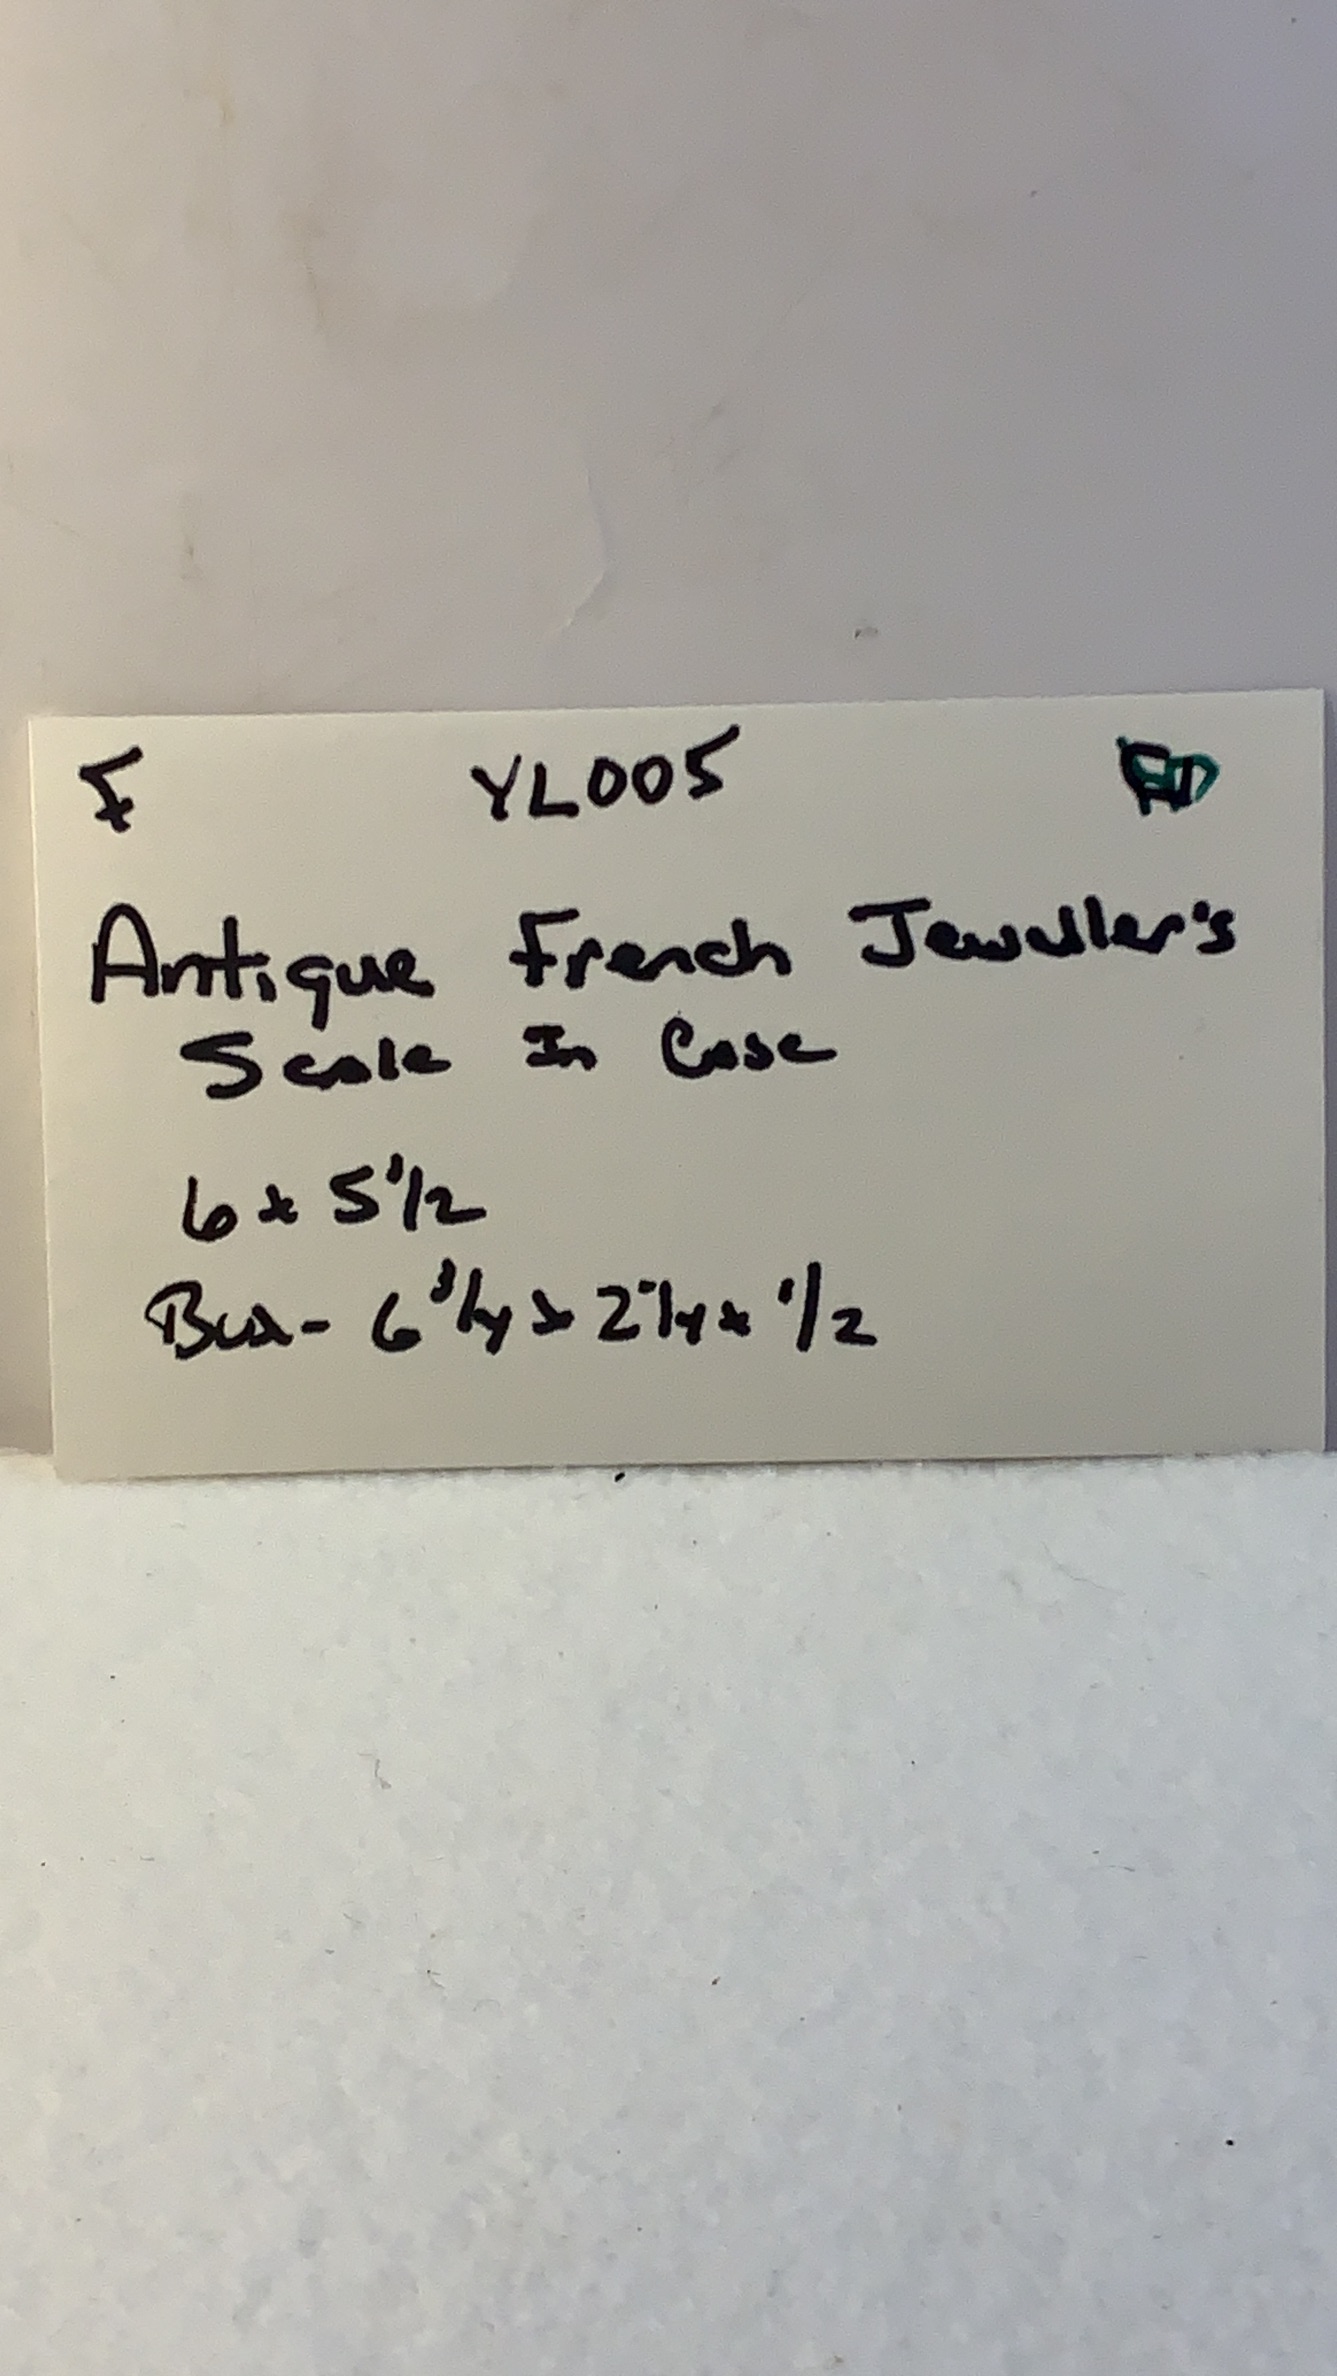 F YL005
Antique French Jeweller's
Scale In Case
6 x 5 1/2
Box - 6 3/4 x 2 1/4 x 1/2